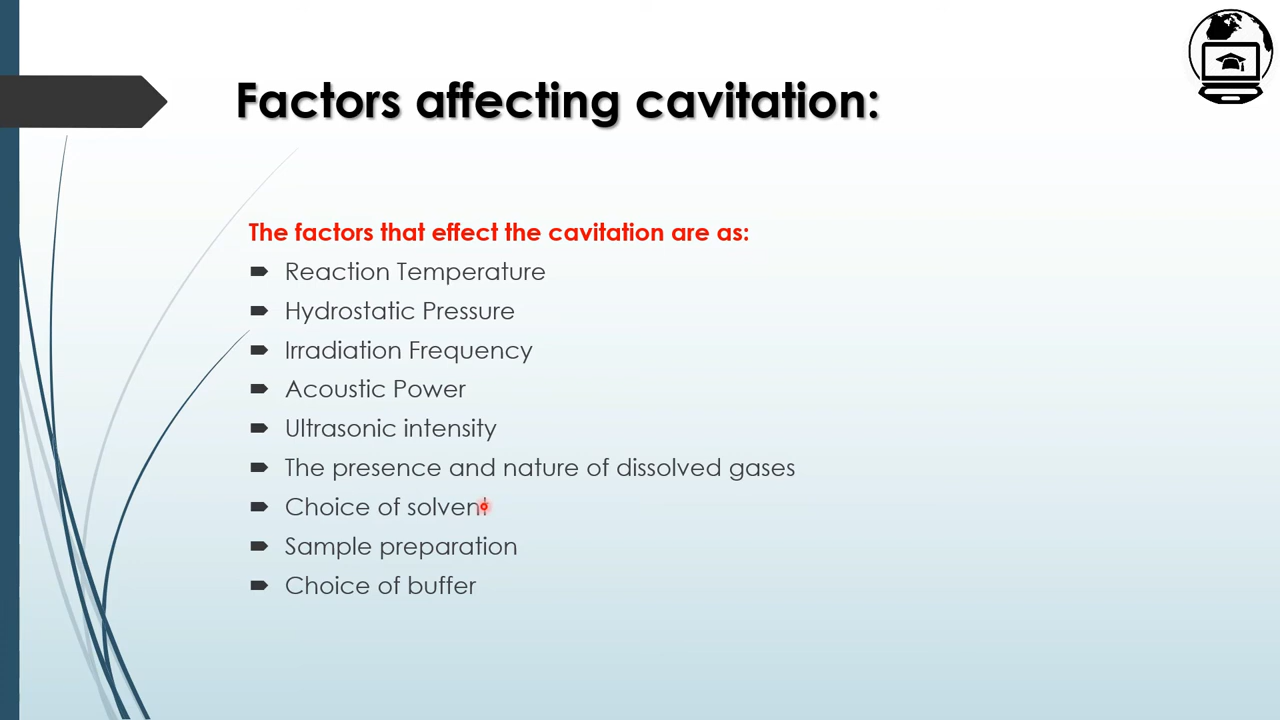 Factors affecting cavitation:
The factors that effect the cavitation are as:
Reaction Temperature
Hydrostatic Pressure
Irradiation Frequency
Acoustic Power
Ultrasonic intensity
The presence and nature of dissolved gases
Choice of solvent
Sample preparation
Choice of buffer